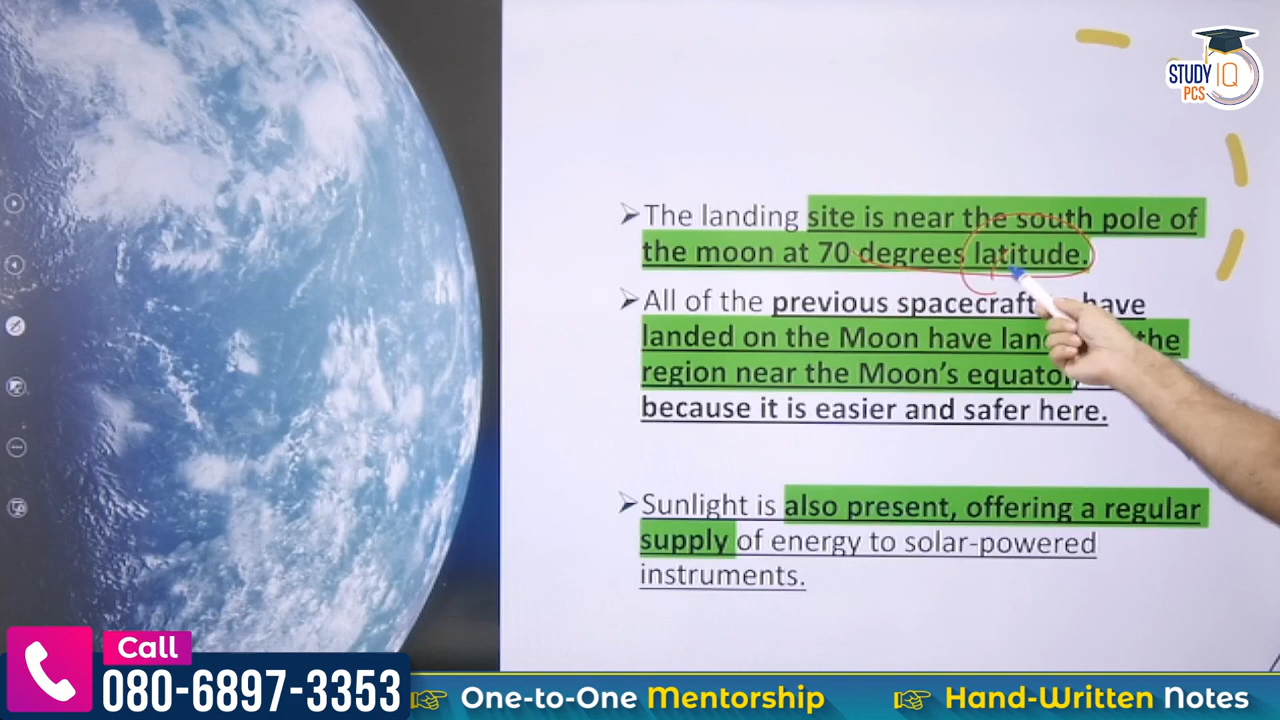 STUDY IQ
PCS
The landing site is near the south pole of
the moon at 70 degrees latitude.
All of the previous spacecraft have
landed on the Moon have the
region near the Moon's equator,
because it is easier and safer here.
Sunlight is also present, offering a regular
supply of energy to solar-powered
instruments.
Call
080-6897-3353
One-to-One Mentorship
Hand-Written Notes